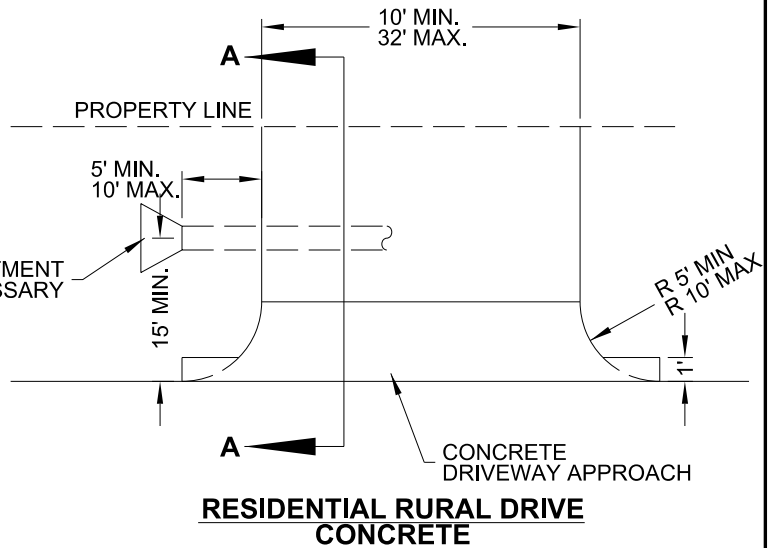 10' MIN.
32' MAX.
A
PROPERTY LINE
5' MIN.
10' MAX.
15' MIN.
R 5' MIN
R 10' MAX
1'
A
CONCRETE
DRIVEWAY APPROACH
RESIDENTIAL RURAL DRIVE
CONCRETE